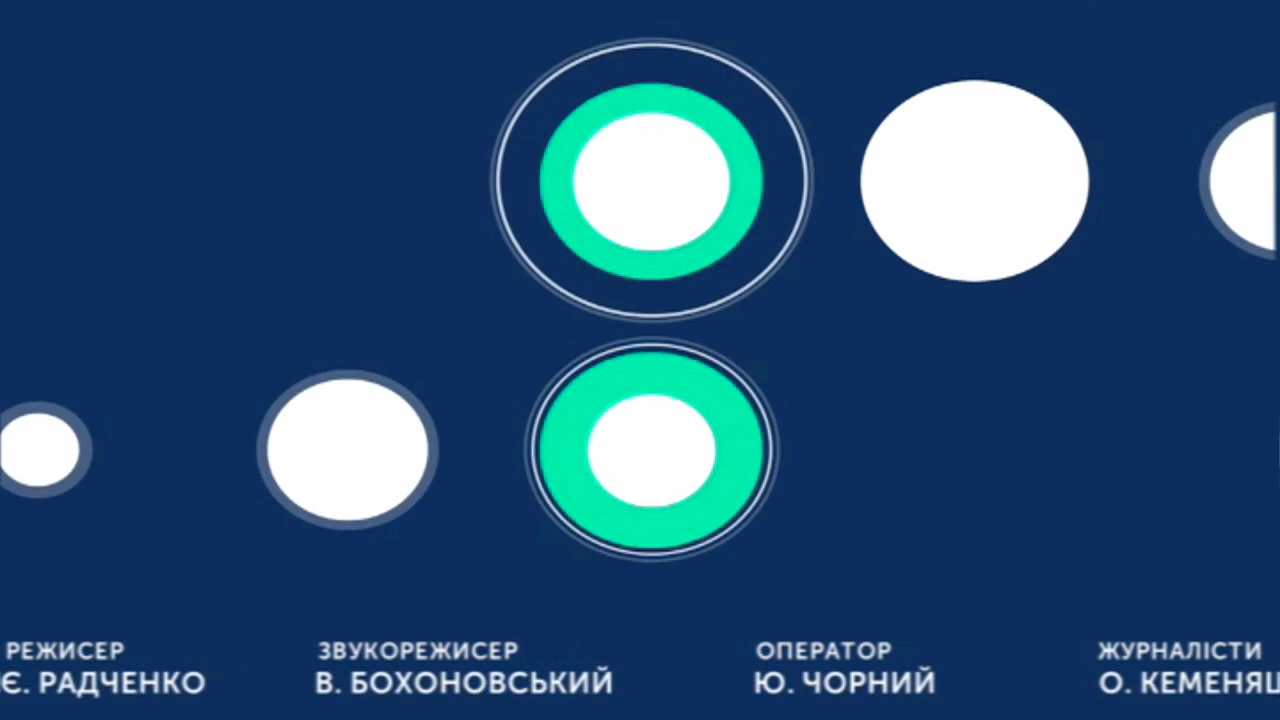 РЕЖИСЕР
Є. РАДЧЕНКО
ЗВУКОРЕЖИСЕР
В. БОХОНОВСЬКИЙ
ОПЕРАТОР
Ю. ЧОРНИЙ
ЖУРНАЛІСТИ
О.